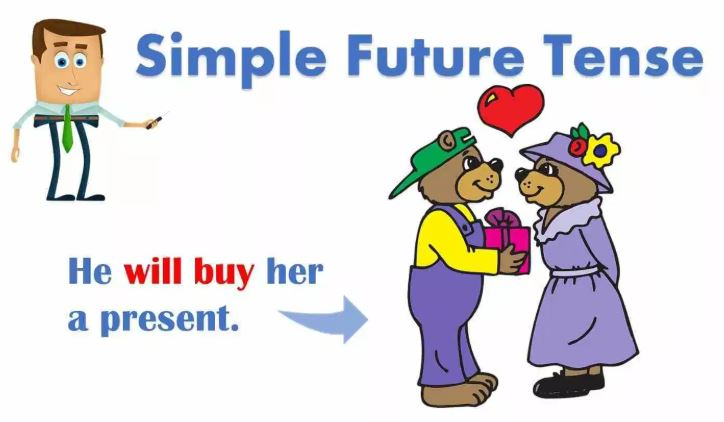 Simple Future Tense
He will buy her
a present.